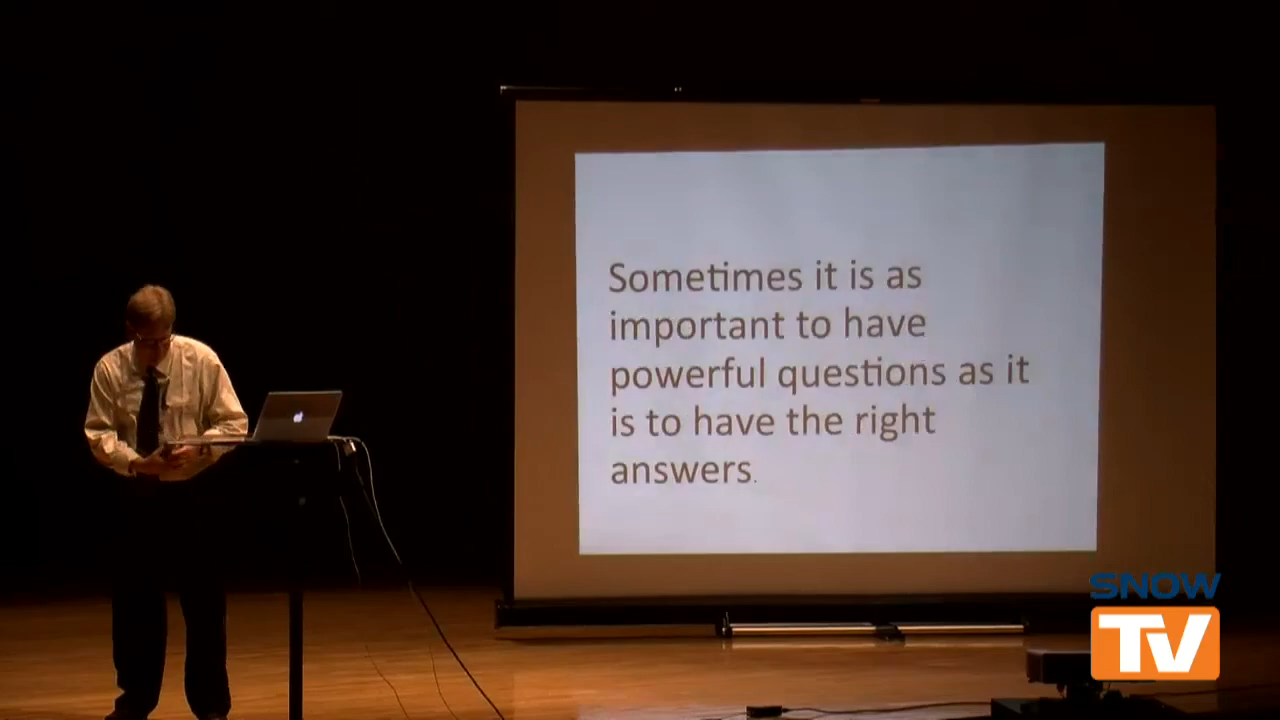 Sometimes it is as
important to have
powerful questions as it
is to have the right
answers.
SNOW
TV